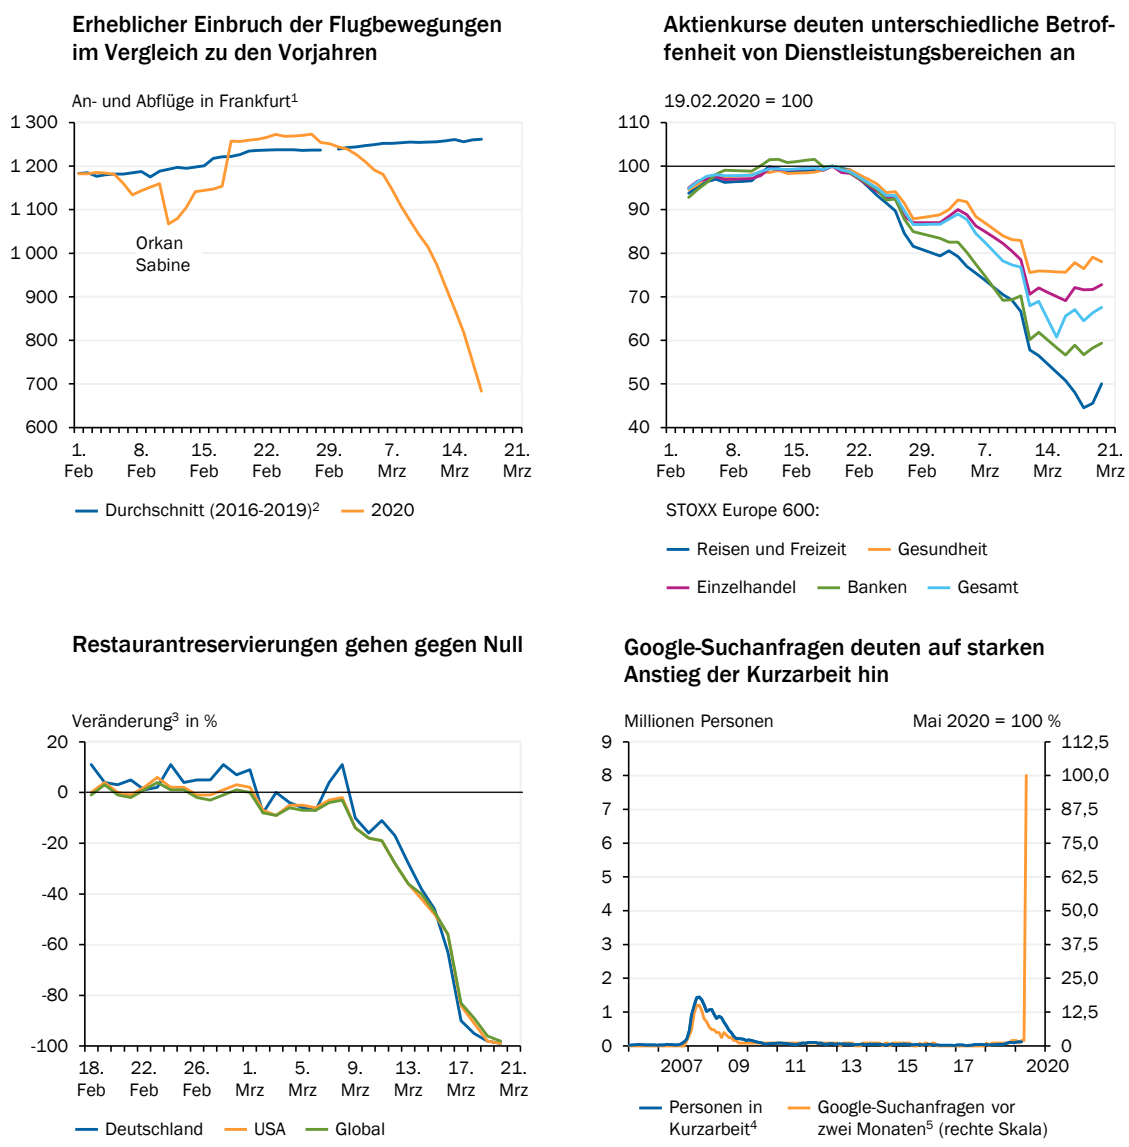 Erheblicher Einbruch der Flugbewegungen
im Vergleich zu den Vorjahren
An- und Abflüge in Frankfurt¹
1 300
1 200
1 100
1 000
900
800
700
600
Orkan
Sabine
1. 8. 15. 22. 29. 7. 14. 21.
Feb Feb Feb Feb Feb Mrz Mrz Mrz
Durchschnitt (2016-2019)² 2020
Aktienkurse deuten unterschiedliche Betrof-
fenheit von Dienstleistungsbereichen an
19.02.2020 = 100
110
100
90
80
70
60
50
40
1. 8. 15. 22. 29. 7. 14. 21.
Feb Feb Feb Feb Feb Mrz Mrz Mrz
STOXX Europe 600:
Reisen und Freizeit Gesundheit
Einzelhandel Banken Gesamt
Restaurantreservierungen gehen gegen Null
Veränderung³ in %
20
0
-20
-40
-60
-80
-100
18. 22. 26. 1. 5. 9. 13. 17. 21.
Feb Feb Feb Mrz Mrz Mrz Mrz Mrz Mrz
Deutschland USA Global
Google-Suchanfragen deuten auf starken
Anstieg der Kurzarbeit hin
Millionen Personen Mai 2020 = 100 %
9 112,5
8 100,0
7 87,5
6 75,0
5 62,5
4 50,0
3 37,5
2 25,0
1 12,5
0 0
2007 09 11 13 15 17 2020
Personen in
Kurzarbeit⁴
Google-Suchanfragen vor
zwei Monaten⁵ (rechte Skala)